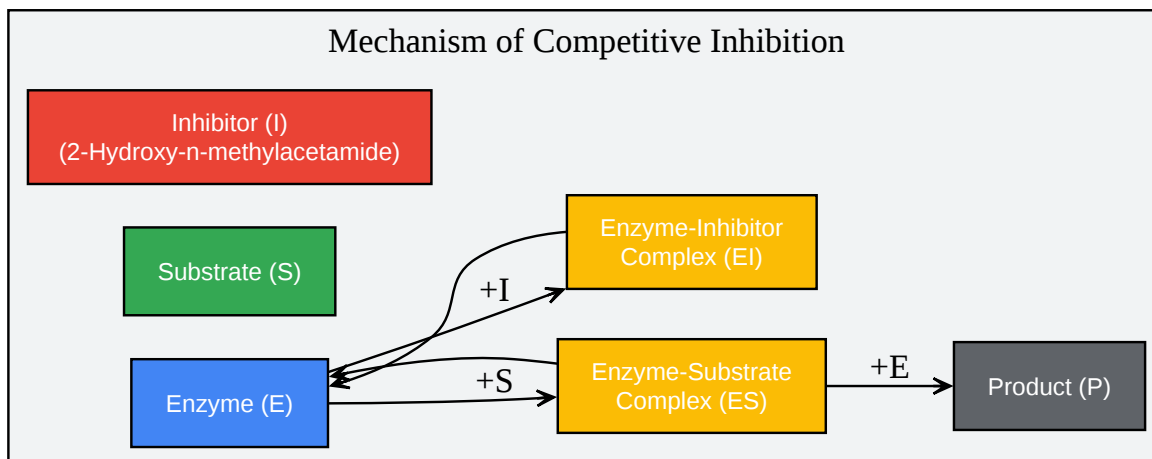 Mechanism of Competitive Inhibition
Inhibitor (I)
(2-Hydroxy-n-methylacetamide)
Enzyme-Inhibitor
Complex (EI)
Substrate (S)
+I
Enzyme-Substrate
Complex (ES)
+E
Product (P)
+S
Enzyme (E)